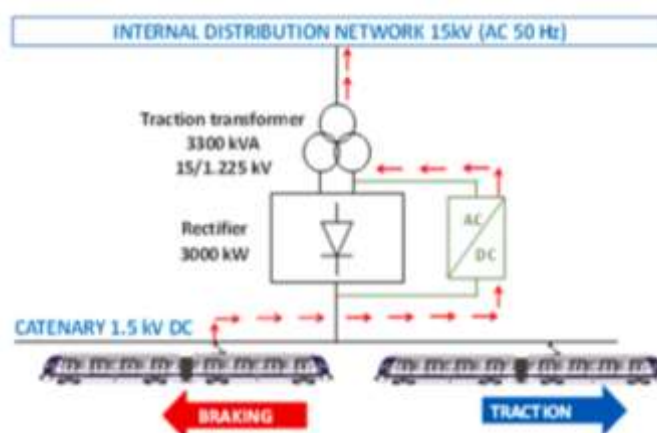 INTERNAL DISTRIBUTION NETWORK 15kV (AC 50 Hz)
Traction transformer
3300 kVA
15/1.225 kV
Rectifier
3000 kW
AC
DC
CATENARY 1.5 kV DC
BRAKING
TRACTION